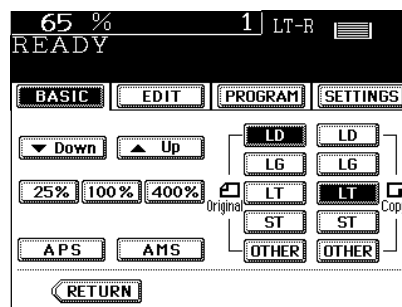 65 % 1 LT-R
READY
BASIC EDIT PROGRAM SETTINGS
Down Up LD LD
LG LG
25% 100% 400% Original LT LT Cop
ST ST
APS AMS OTHER OTHER
RETURN